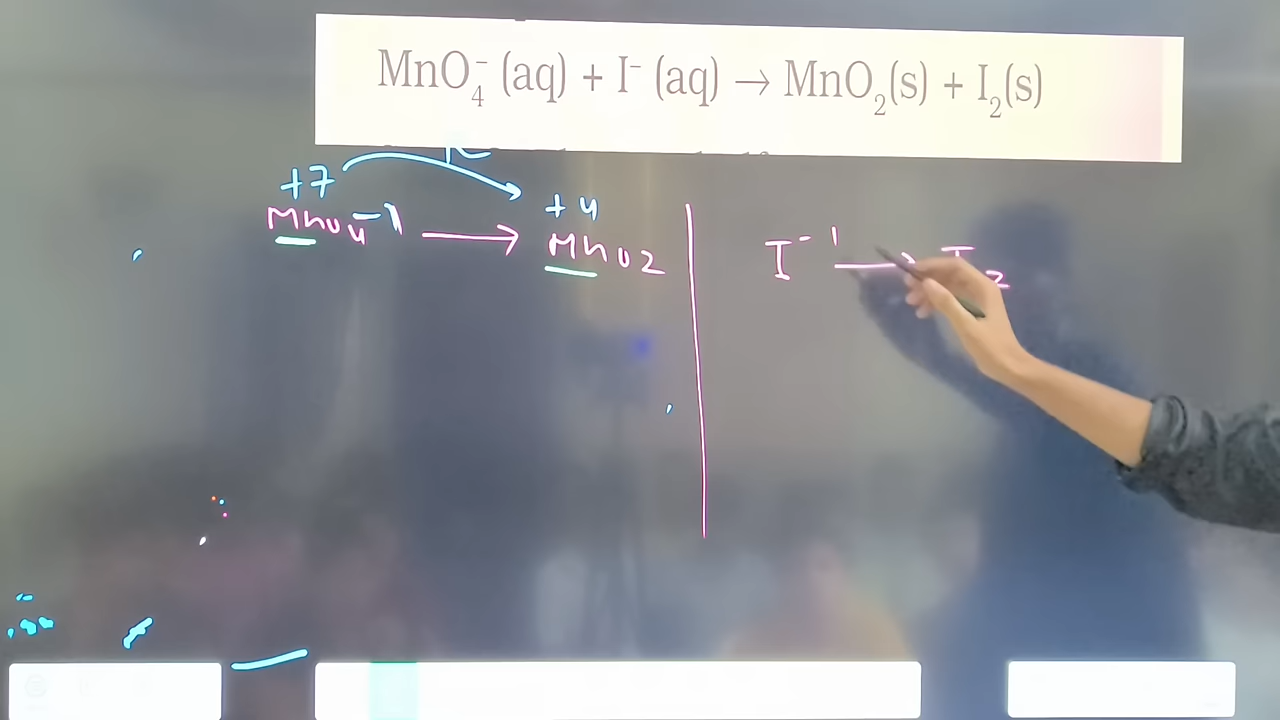 MnO₄⁻ (aq) + I⁻ (aq) → MnO₂(s) + I₂(s)
+7 +4
MnO4⁻¹ → MnO2
I⁻¹ → I2